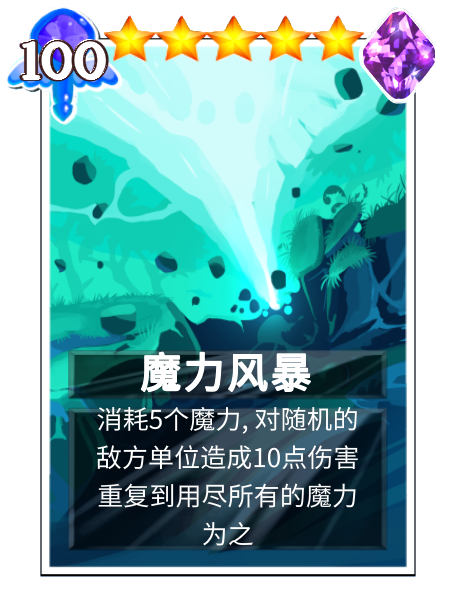 100
魔力风暴
消耗5个魔力, 对随机的
敌方单位造成10点伤害
重复到用尽所有的魔力
为之